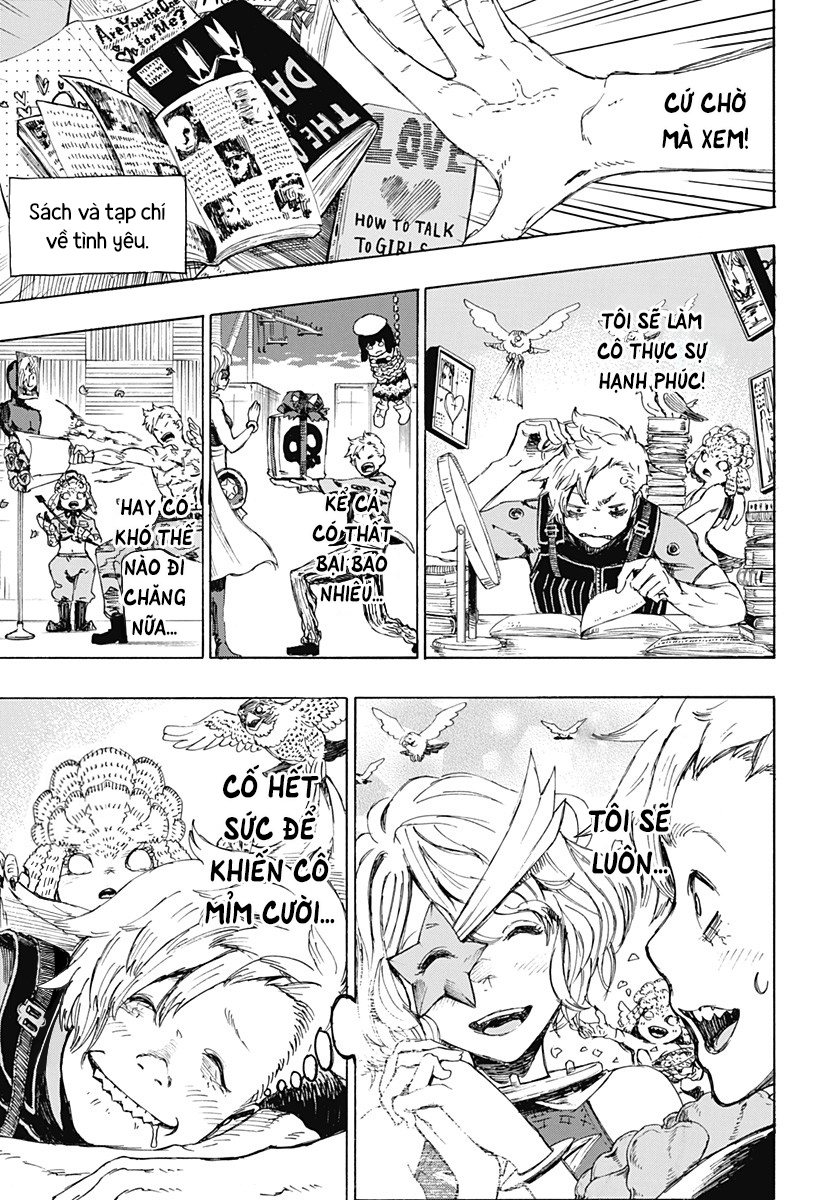 CỨ CHỜ
MÀ XEM!
Are You the One
for Me?
THE
DA
LOVE
HOW TO TALK
TO GIRLS
Sách và tạp chí
về tình yêu.
TÔI SẼ LÀM
CÔ THỰC SỰ
HẠNH PHÚC!
KỂ CẢ
CÓ THẤT
BẠI BAO
NHIÊU...
HAY CÓ
KHÓ THẾ
NÀO ĐI
CHĂNG
NỮA...
TÔI SẼ
LUÔN...
CỐ HẾT
SỨC ĐỂ
KHIẾN CÔ
MỈM CƯỜI...